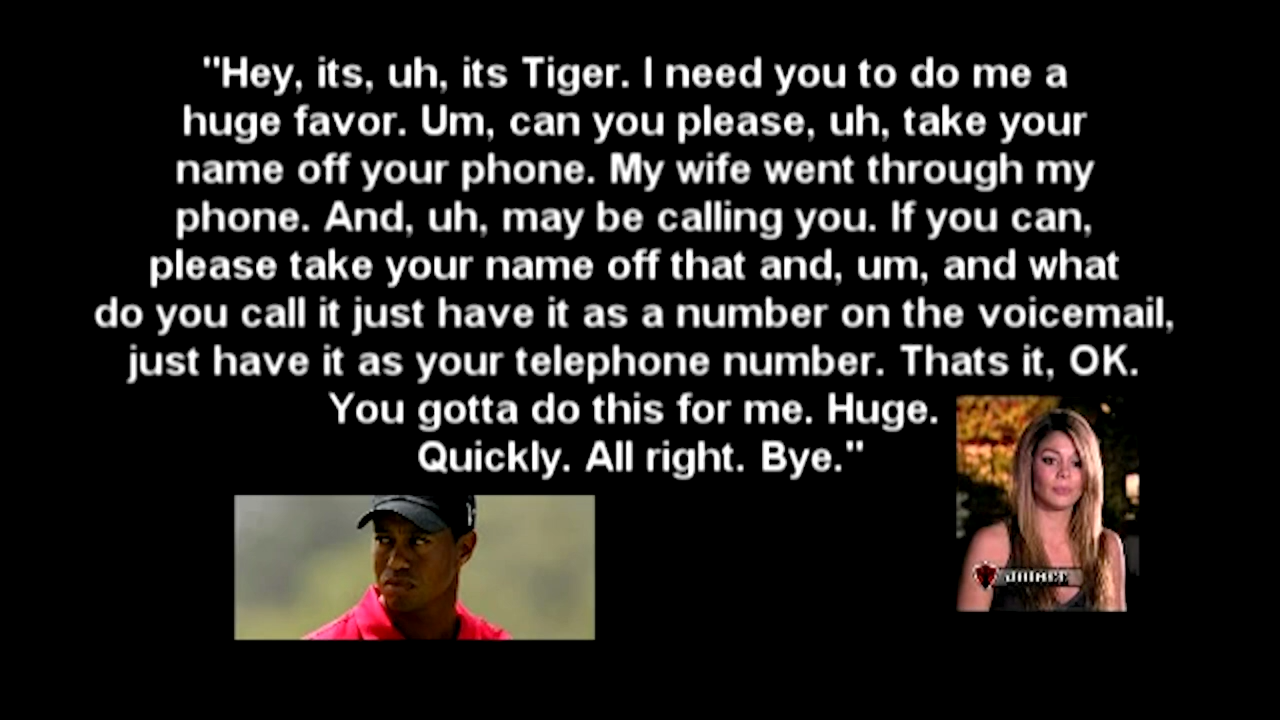 "Hey, its, uh, its Tiger. I need you to do me a
huge favor. Um, can you please, uh, take your
name off your phone. My wife went through my
phone. And, uh, may be calling you. If you can,
please take your name off that and, um, and what
do you call it just have it as a number on the voicemail,
just have it as your telephone number. Thats it, OK.
You gotta do this for me. Huge.
Quickly. All right. Bye."